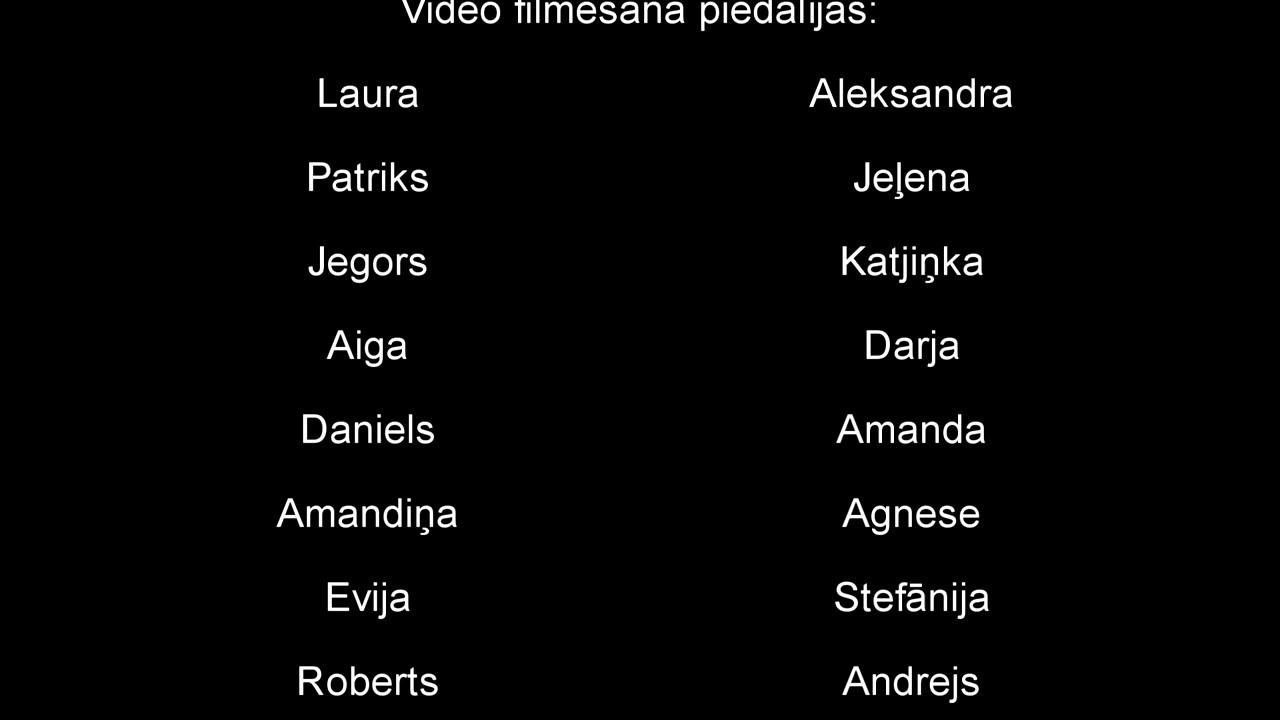 Video filmēšanā piedalījās:
Laura Aleksandra
Patriks Jeļena
Jegors Katjiņka
Aiga Darja
Daniels Amanda
Amandiņa Agnese
Evija Stefānija
Roberts Andrejs